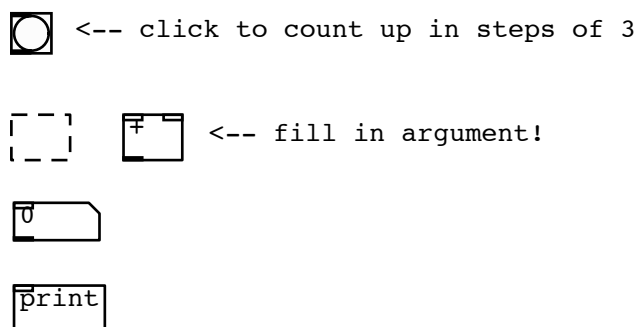 <-- click to count up in steps of 3
+ <-- fill in argument!
0
print